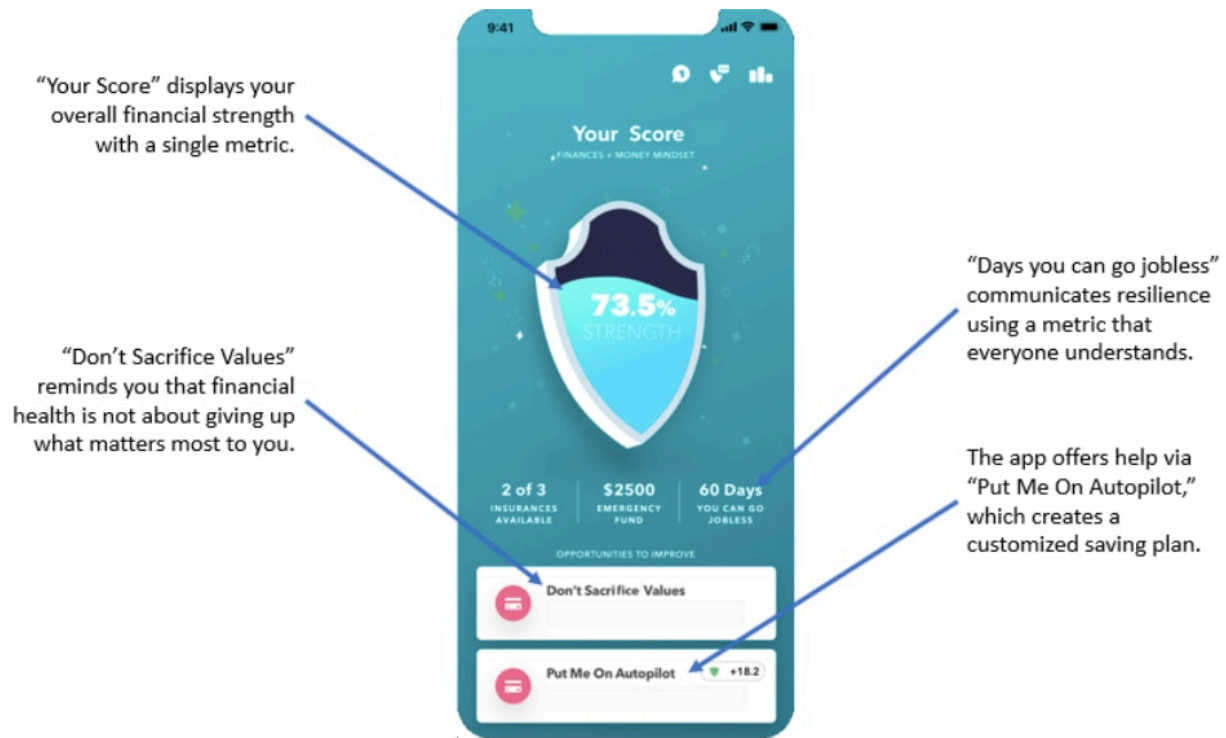 “Your Score” displays your
overall financial strength
with a single metric.
“Don’t Sacrifice Values”
reminds you that financial
health is not about giving up
what matters most to you.
9:41
Your Score
FINANCES + MONEY MINDSET
73.5%
STRENGTH
2 of 3
INSURANCES
AVAILABLE
$2500
EMERGENCY
FUND
60 Days
YOU CAN GO
JOBLESS
OPPORTUNITIES TO IMPROVE
Don't Sacrifice Values
Put Me On Autopilot
+18.2
“Days you can go jobless”
communicates resilience
using a metric that
everyone understands.
The app offers help via
“Put Me On Autopilot,”
which creates a
customized saving plan.